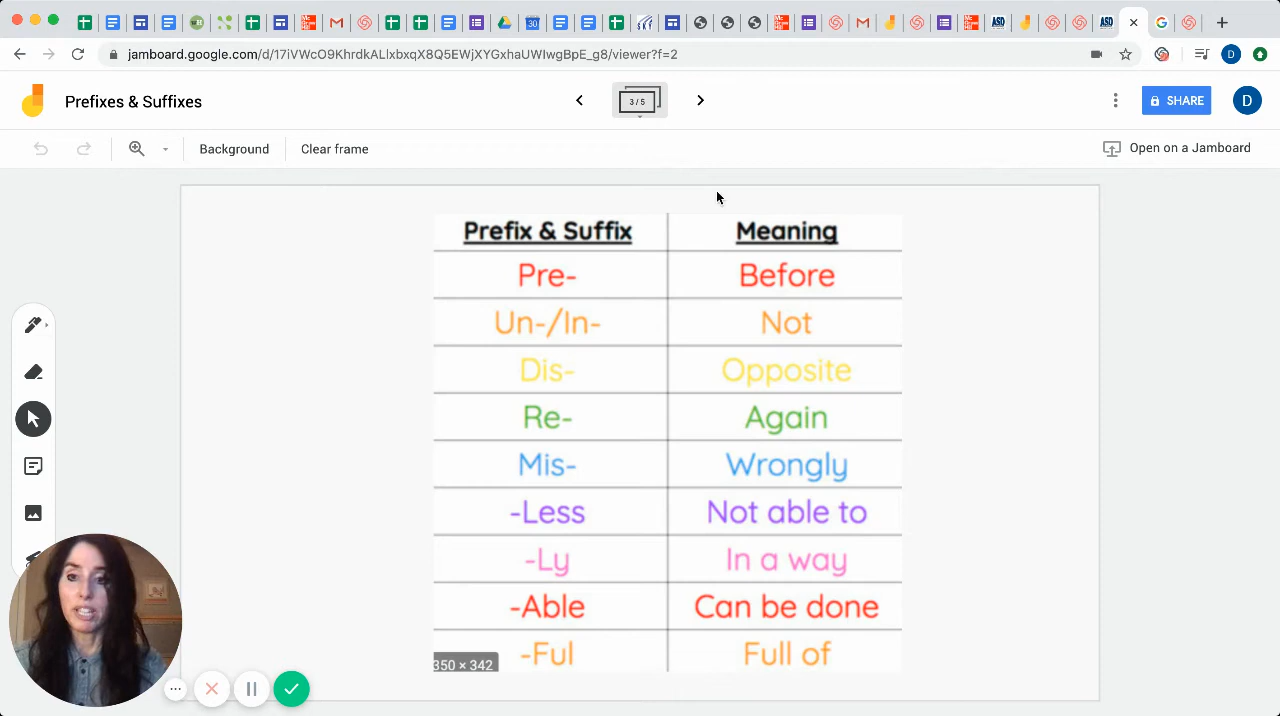 jamboard.google.com/d/17iVWcO9KhrdkALlxbxqX8Q5EWjXYGxhaUWIwgBpE_g8/viewer?f=2
D
Prefixes & Suffixes
3 / 5
SHARE
D
Background
Clear frame
Open on a Jamboard
Prefix & Suffix Meaning
Pre- Before
Un-/In- Not
Dis- Opposite
Re- Again
Mis- Wrongly
-Less Not able to
-Ly In a way
-Able Can be done
-Ful Full of
350 × 342